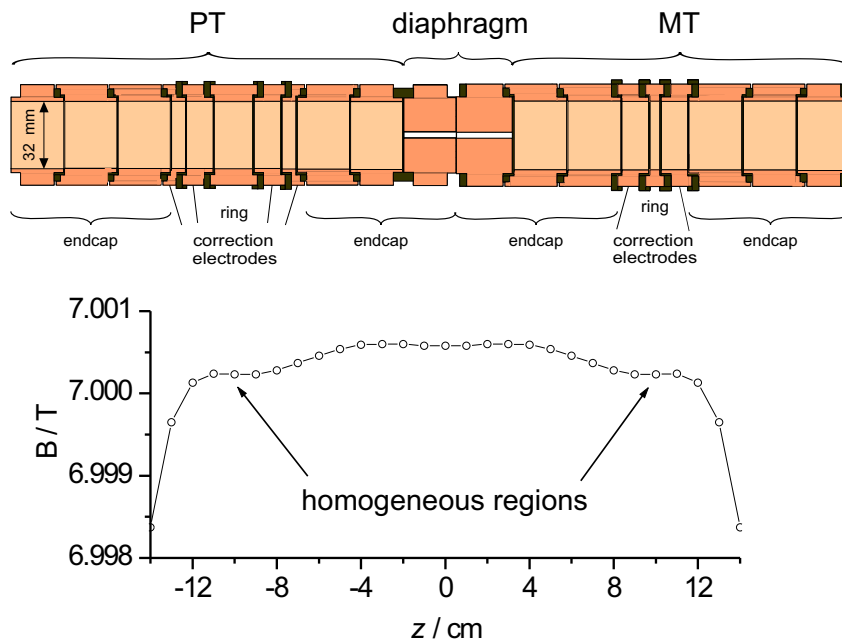 PT diaphragm MT
32 mm
ring ring
endcap correction electrodes endcap endcap correction electrodes endcap
7.001
7.000
6.999
6.998
B / T
homogeneous regions
-12 -8 -4 0 4 8 12
z / cm